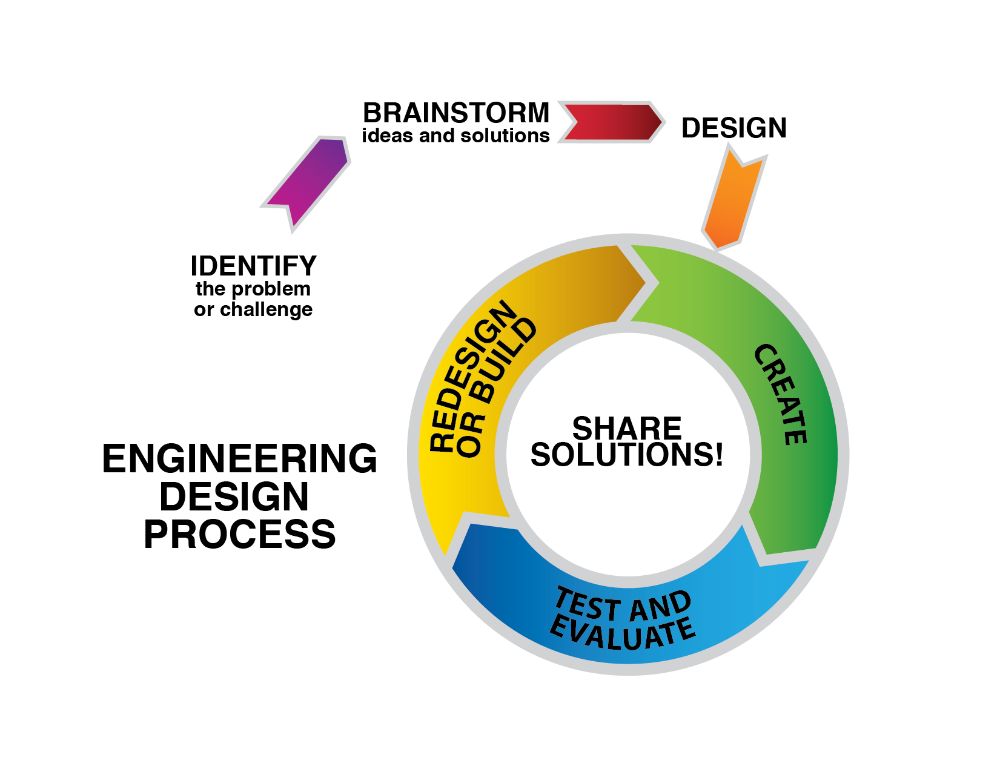 BRAINSTORM
ideas and solutions
DESIGN
IDENTIFY
the problem
or challenge
REDESIGN
OR BUILD
CREATE
SHARE
SOLUTIONS!
ENGINEERING
DESIGN
PROCESS
TEST AND
EVALUATE